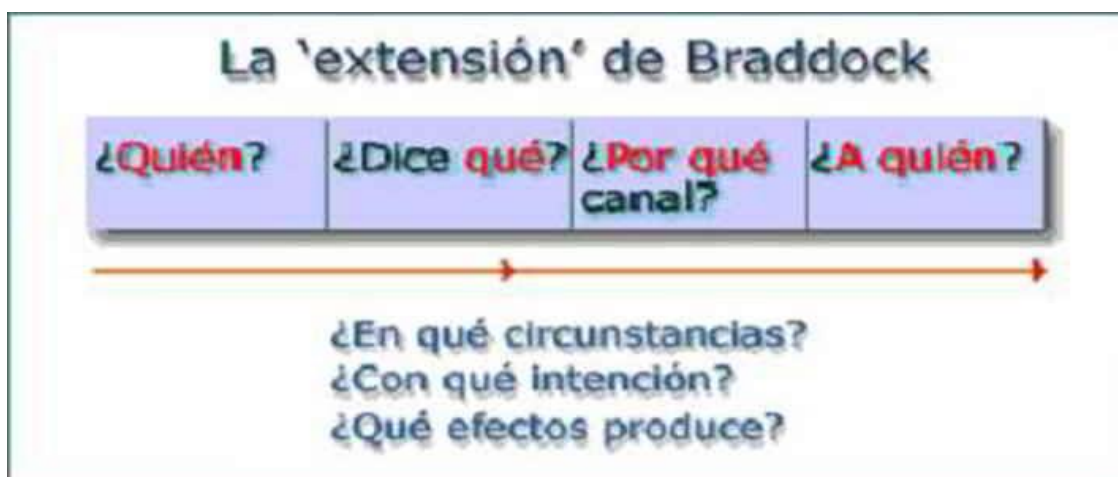 La ‘extensión’ de Braddock
¿Quién?
¿Dice qué?
¿Por qué
canal?
¿A quién?
¿En qué circunstancias?
¿Con qué intención?
¿Qué efectos produce?